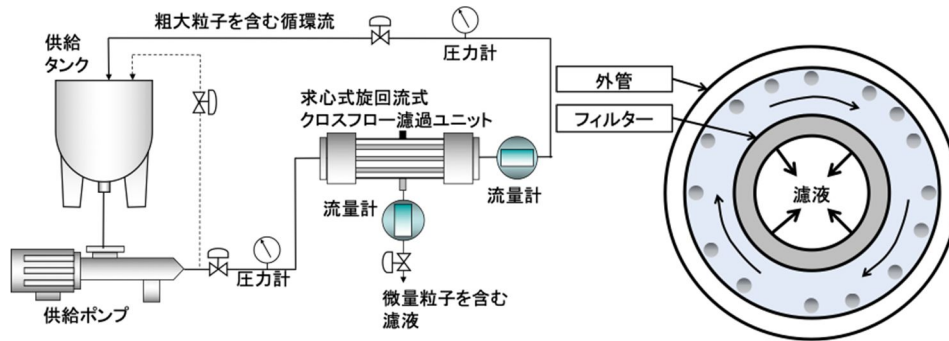 粗大粒子を含む循環流
供給
タンク
圧力計
求心式旋回流式
クロスフロー濾過ユニット
流量計
流量計
圧力計
供給ポンプ
微量粒子を含む
濾液
外管
フィルター
濾液